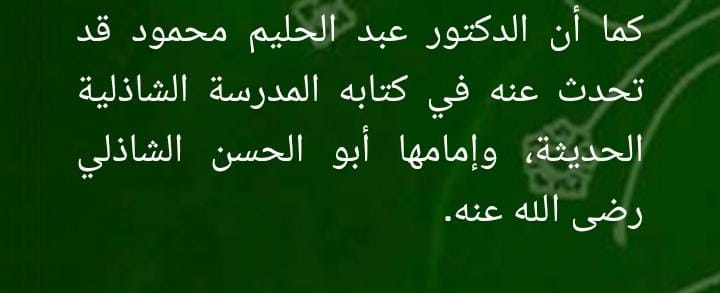 كما أن الدكتور عبد الحليم محمود قد
تحدث عنه في كتابه المدرسة الشاذلية
الحديثة، وإمامها أبو الحسن الشاذلي
رضى الله عنه.